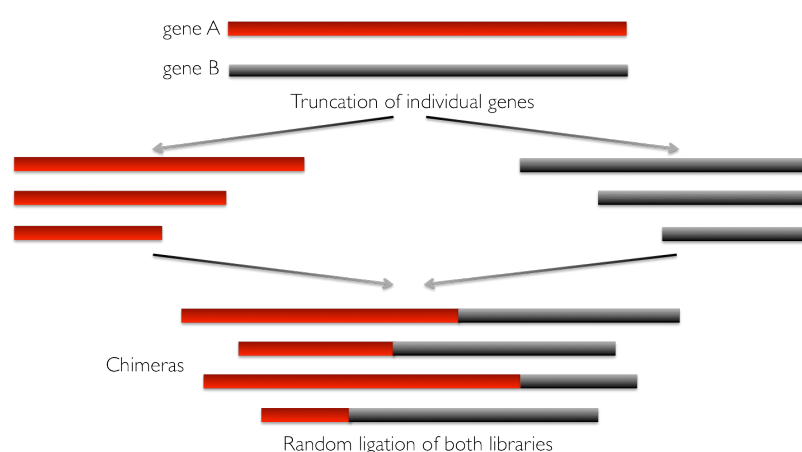 gene A
gene B
Truncation of individual genes
Chimeras
Random ligation of both libraries